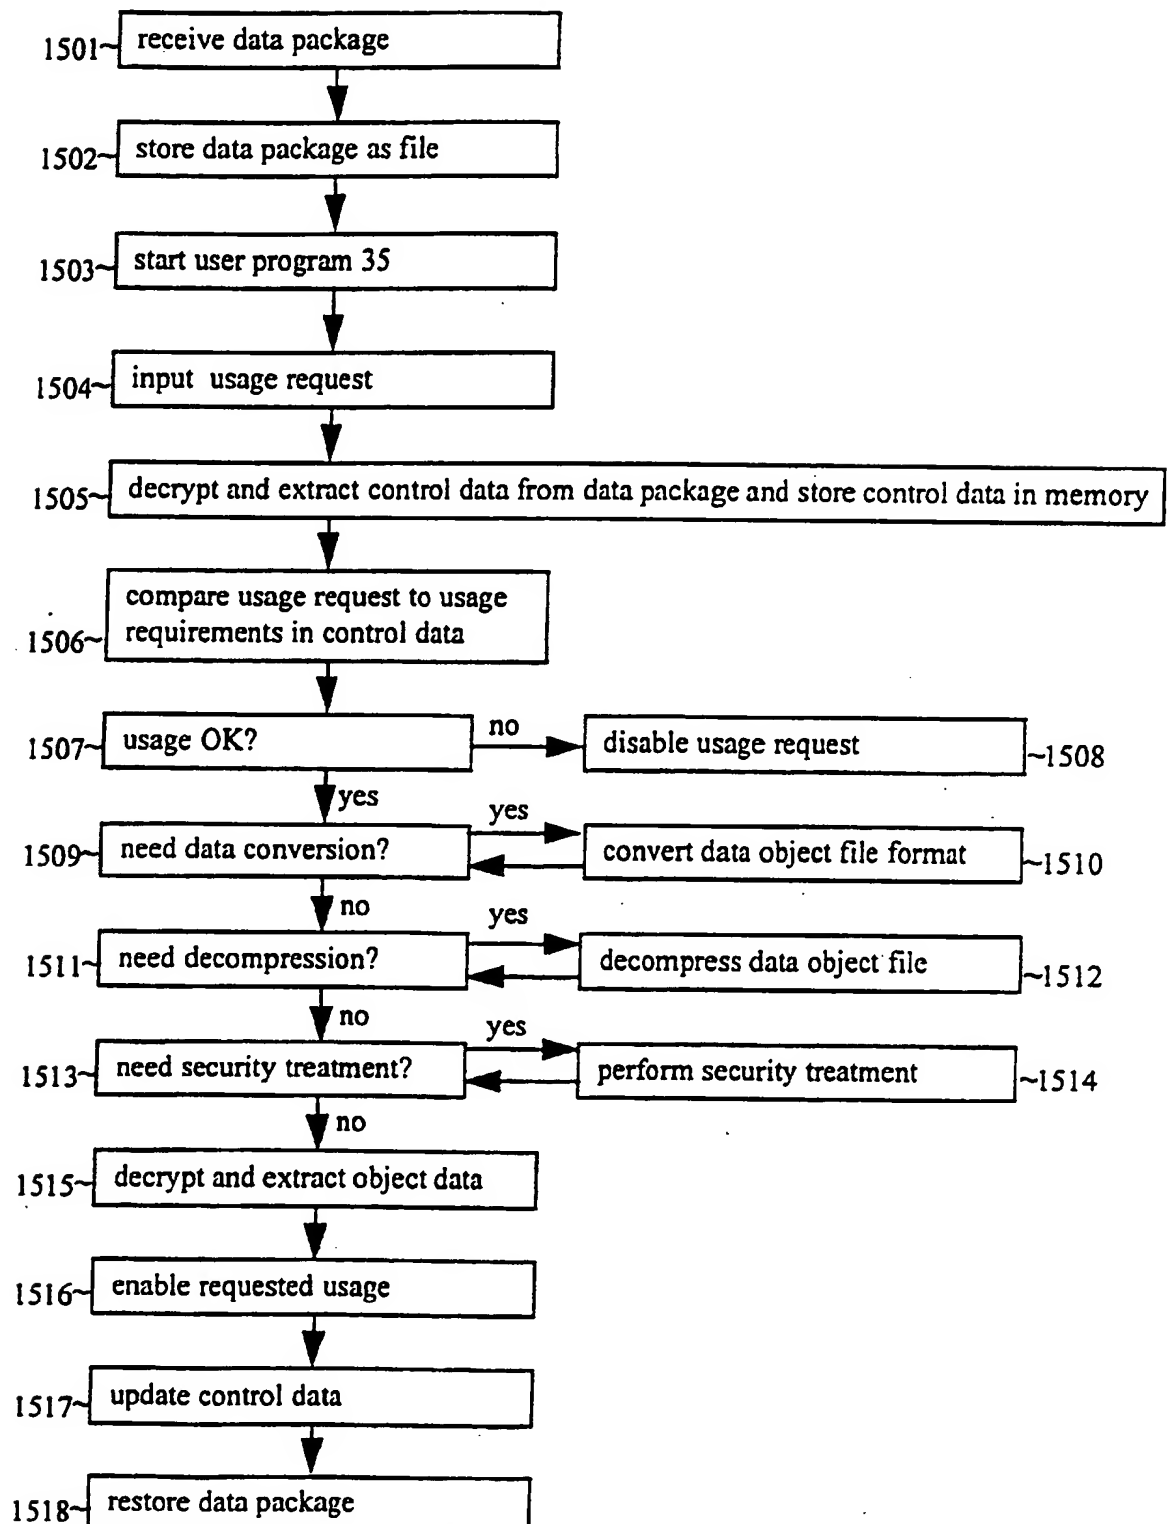 1501~ receive data package
1502~ store data package as file
1503~ start user program 35
1504~ input usage request
1505~ decrypt and extract control data from data package and store control data in memory
compare usage request to usage
1506~ requirements in control data
1507~ usage OK? no disable usage request ~1508
yes
yes
1509~ need data conversion? convert data object file format ~1510
no
yes
1511~ need decompression? decompress data object file ~1512
no
yes
1513~ need security treatment? perform security treatment ~1514
no
1515~ decrypt and extract object data
1516~ enable requested usage
1517~ update control data
1518~ restore data package